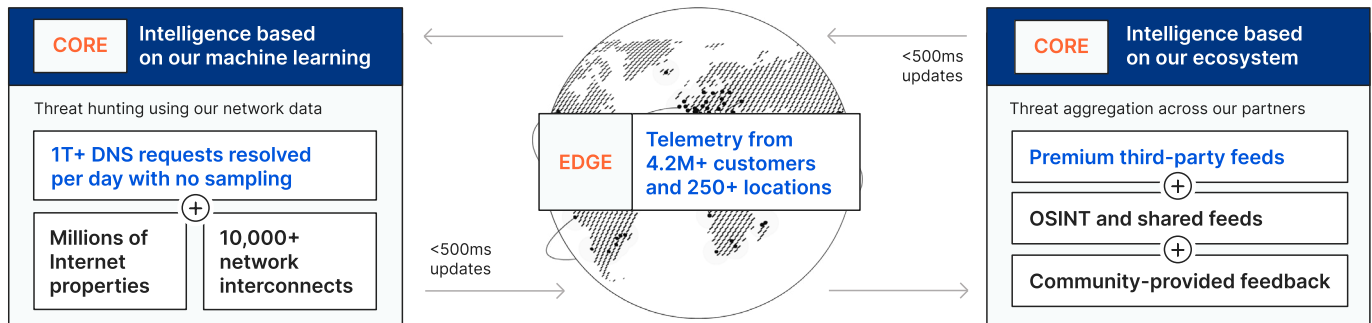 CORE
Intelligence based
on our machine learning
Threat hunting using our network data
1T+ DNS requests resolved
per day with no sampling
+
Millions of
Internet
properties
10,000+
network
interconnects
<500ms
updates
EDGE
Telemetry from
4.2M+ customers
and 250+ locations
<500ms
updates
CORE
Intelligence based
on our ecosystem
Threat aggregation across our partners
Premium third-party feeds
+
OSINT and shared feeds
+
Community-provided feedback